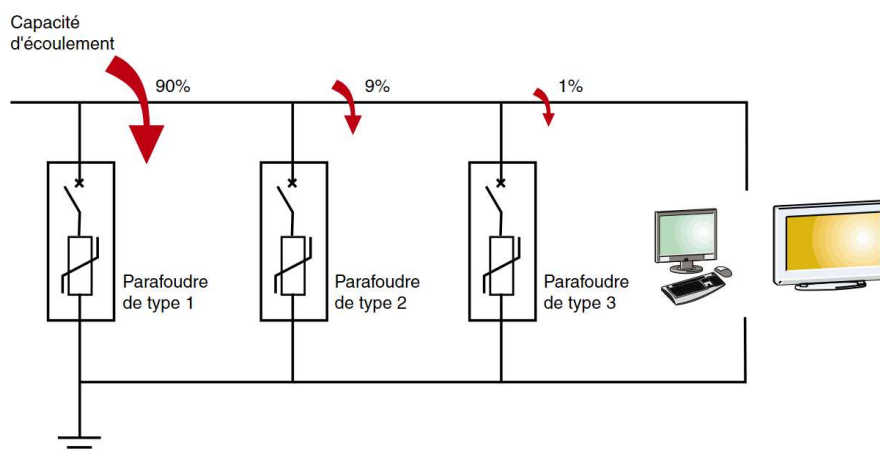 Capacité
d'écoulement
90%
9%
1%
Parafoudre
de type 1
Parafoudre
de type 2
Parafoudre
de type 3